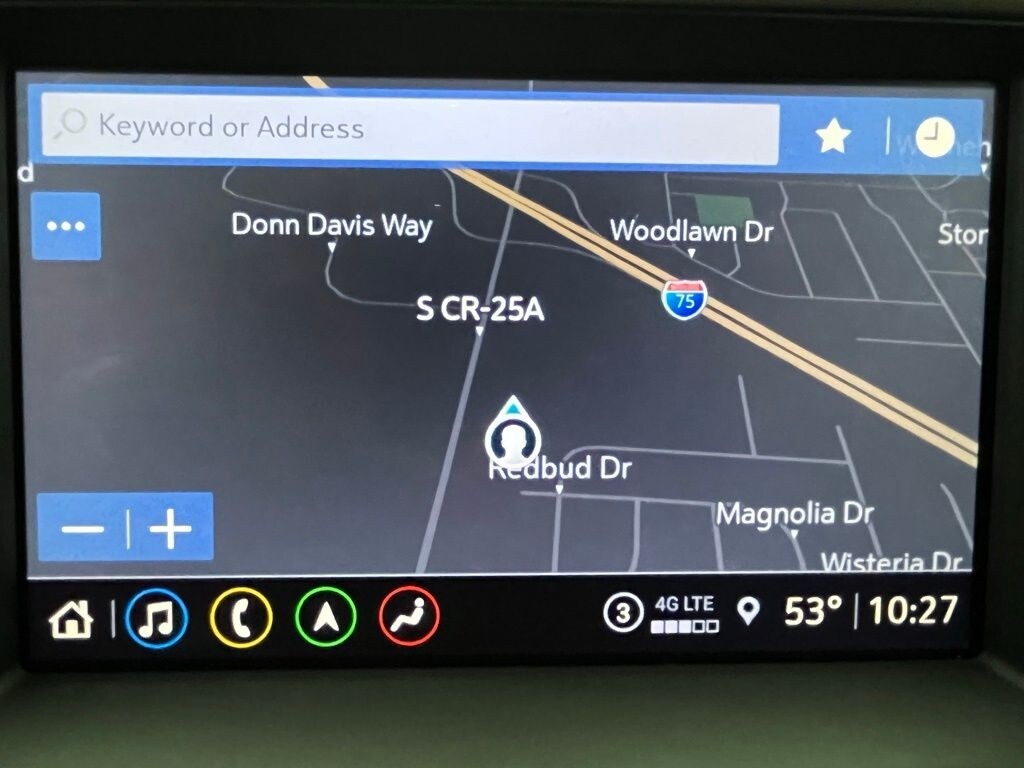 Keyword or Address
d
Donn Davis Way
Woodlawn Dr
Stor
S CR-25A
75
Redbud Dr
Magnolia Dr
Wisteria Dr
3
4G LTE
53°
10:27